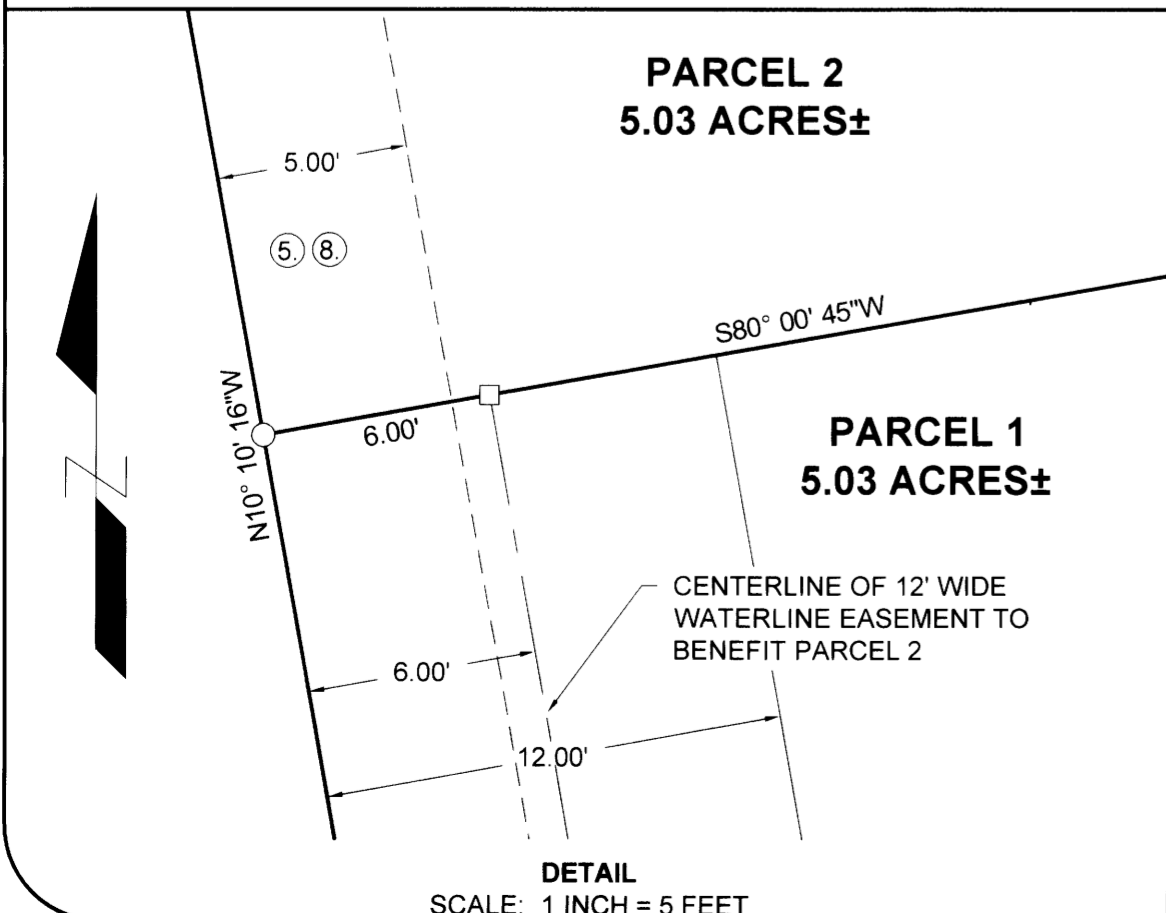 PARCEL 2
5.03 ACRES±
5.00'
5. 8.
S80° 00' 45"W
N10° 10' 16"W
6.00'
PARCEL 1
5.03 ACRES±
CENTERLINE OF 12' WIDE
WATERLINE EASEMENT TO
BENEFIT PARCEL 2
6.00'
12.00'
DETAIL
SCALE: 1 INCH = 5 FEET